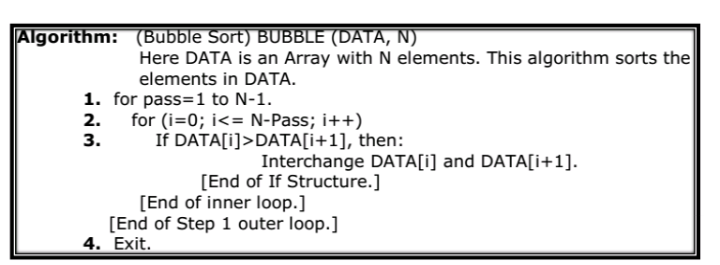 Algorithm: (Bubble Sort) BUBBLE (DATA, N)
Here DATA is an Array with N elements. This algorithm sorts the
elements in DATA.
1. for pass=1 to N-1.
2. for (i=0; i<= N-Pass; i++)
3. If DATA[i]>DATA[i+1], then:
Interchange DATA[i] and DATA[i+1].
[End of If Structure.]
[End of inner loop.]
[End of Step 1 outer loop.]
4. Exit.